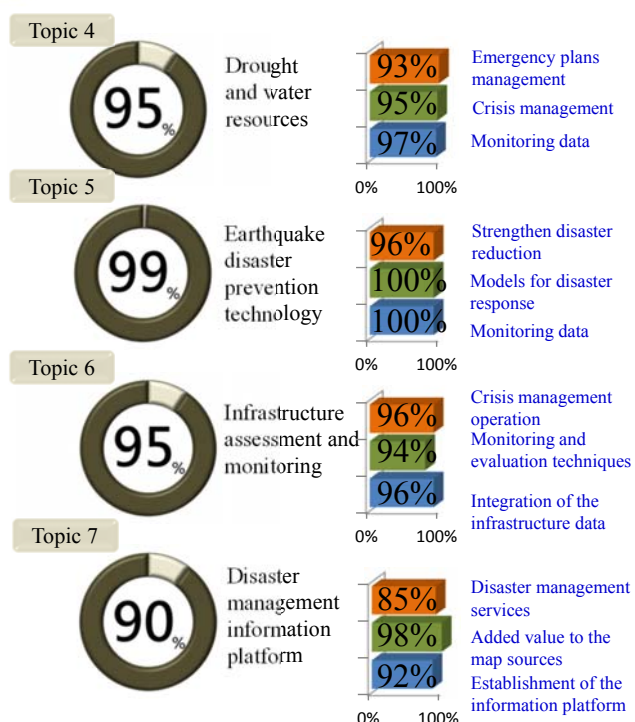 Topic 4
95%
Drought
and water
resources
93%
95%
97%
0% 100%
Emergency plans
management
Crisis management
Monitoring data
Topic 5
99%
Earthquake
disaster
prevention
technology
96%
100%
100%
0% 100%
Strengthen disaster
reduction
Models for disaster
response
Monitoring data
Topic 6
95%
Infrastructure
assessment and
monitoring
96%
94%
96%
0% 100%
Crisis management
operation
Monitoring and
evaluation techniques
Integration of the
infrastructure data
Topic 7
90%
Disaster
management
information
platform
85%
98%
92%
0% 100%
Disaster management
services
Added value to the
map sources
Establishment of the
information platform